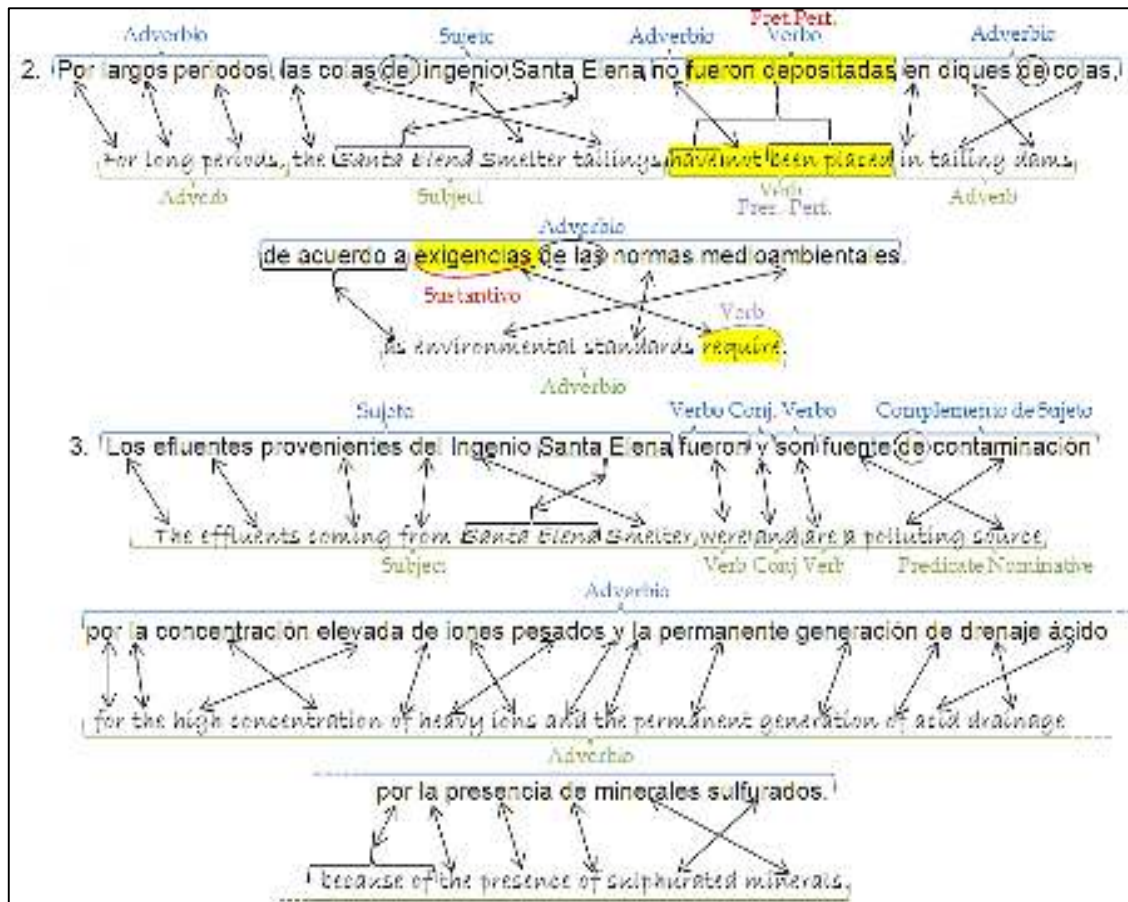 Pret. Pert.
Adverbio Sujeto Adverbio Verbo Adverbio
2. Por largos periodos, las colas de ingenio Santa Elena no fueron depositadas en diques de colas,
For long periods, the Santa Elena Smelter tailings have not been placed in tailing dams
Adverb Subject Verb Adverb
Pret. Pert.
Adverbio
de acuerdo a exigencias de las normas medioambientales.
Sustantivo
Verb
as environmental standards require.
Adverbio
Sujeto Verbo Conj. Verbo Complemento de Sujeto
3. Los efluentes provenientes del Ingenio Santa Elena fueron y son fuente de contaminación
The effluents coming from Santa Elena Smelter, were and are a polluting source
Subject Verb Conj Verb Predicate Nominative
Adverbio
por la concentración elevada de iones pesados y la permanente generación de drenaje ácido
for the high concentration of heavy ions and the permanent generation of acid drainage
Adverbio
por la presencia de minerales sulfurados.
because of the presence of sulphurated minerals.